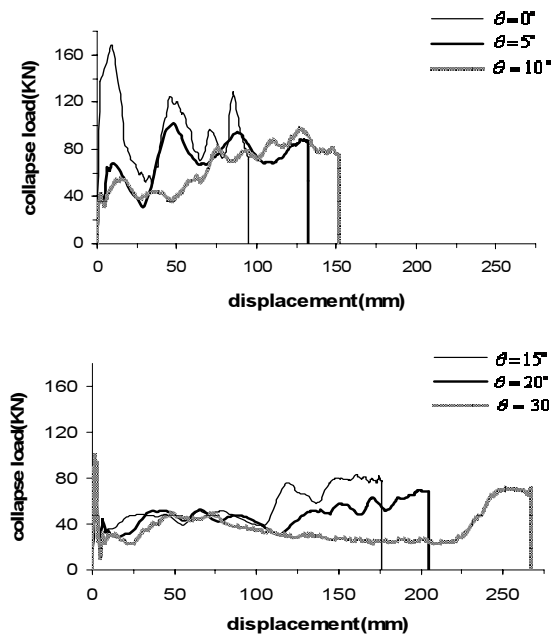 θ=0°
θ=5°
θ=10°
collapse load(KN)
160
120
80
40
0
0 50 100 150 200 250
displacement(mm)
θ=15°
θ=20°
θ=30
collapse load(KN)
160
120
80
40
0
0 50 100 150 200 250
displacement(mm)